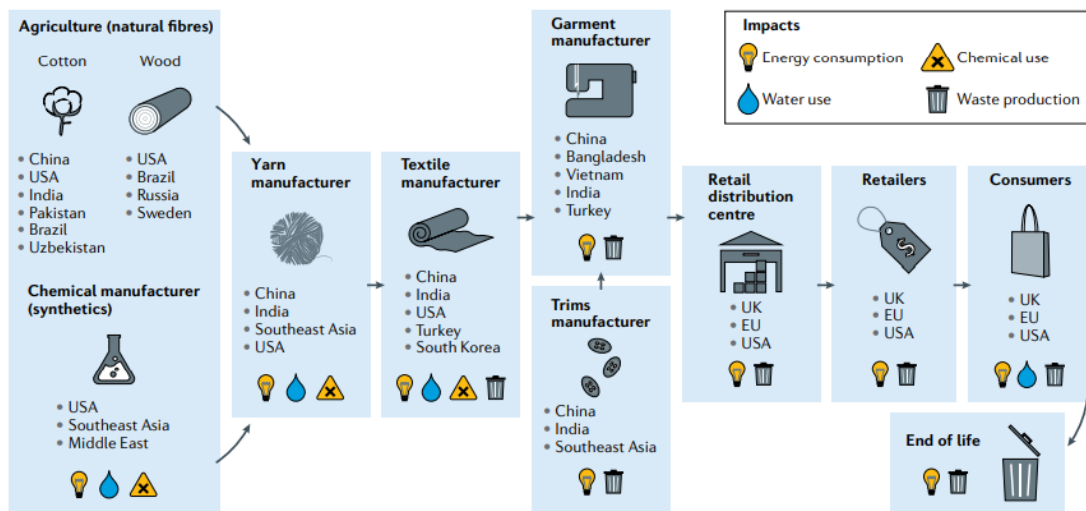 Agriculture (natural fibres)
Cotton
Wood
• China
• USA
• India
• Pakistan
• Brazil
• Uzbekistan
• USA
• Brazil
• Russia
• Sweden
Chemical manufacturer
(synthetics)
• USA
• Southeast Asia
• Middle East
Yarn
manufacturer
• China
• India
• Southeast Asia
• USA
Textile
manufacturer
• China
• India
• USA
• Turkey
• South Korea
Garment
manufacturer
• China
• Bangladesh
• Vietnam
• India
• Turkey
Trims
manufacturer
• China
• India
• Southeast Asia
Impacts
Energy consumption
Chemical use
Water use
Waste production
Retail
distribution
centre
• UK
• EU
• USA
Retailers
$
• UK
• EU
• USA
Consumers
• UK
• EU
• USA
End of life